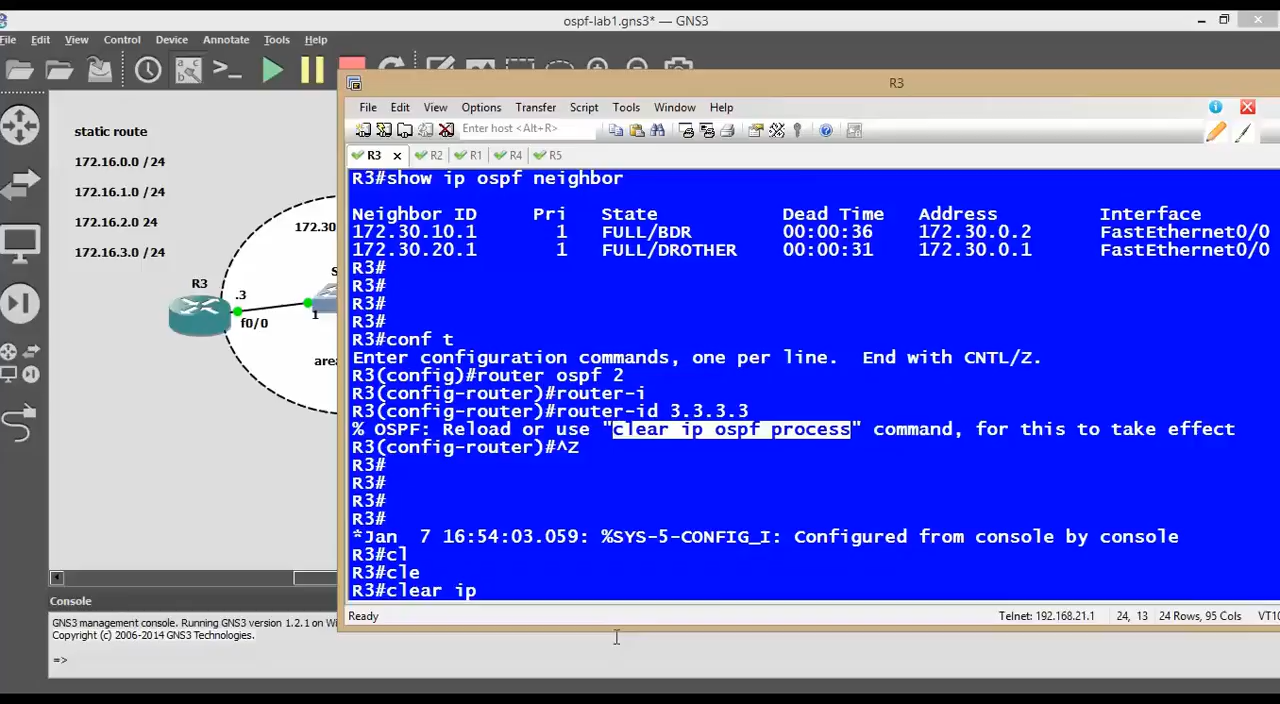 ospf-lab1.gns3* — GNS3
File Edit View Control Device Annotate Tools Help
static route
172.16.0.0 /24
172.16.1.0 /24
172.16.2.0 24
172.16.3.0 /24
172.30
R3
.3
f0/0
1
S
area
R3
File Edit View Options Transfer Script Tools Window Help
Enter host <Alt+R>
R3 R2 R1 R4 R5
R3#show ip ospf neighbor
Neighbor ID Pri State Dead Time Address Interface
172.30.10.1 1 FULL/BDR 00:00:36 172.30.0.2 FastEthernet0/0
172.30.20.1 1 FULL/DROTHER 00:00:31 172.30.0.1 FastEthernet0/0
R3#
R3#
R3#
R3#
R3#conf t
Enter configuration commands, one per line. End with CNTL/Z.
R3(config)#router ospf 2
R3(config-router)#router-i
R3(config-router)#router-id 3.3.3.3
% OSPF: Reload or use "clear ip ospf process" command, for this to take effect
R3(config-router)#^Z
R3#
R3#
R3#
R3#
*Jan 7 16:54:03.059: %SYS-5-CONFIG_I: Configured from console by console
R3#cl
R3#cle
R3#clear ip
Ready Telnet: 192.168.21.1 24, 13 24 Rows, 95 Cols VT10
Console
GNS3 management console. Running GNS3 version 1.2.1 on Wi
Copyright (c) 2006-2014 GNS3 Technologies.
=>